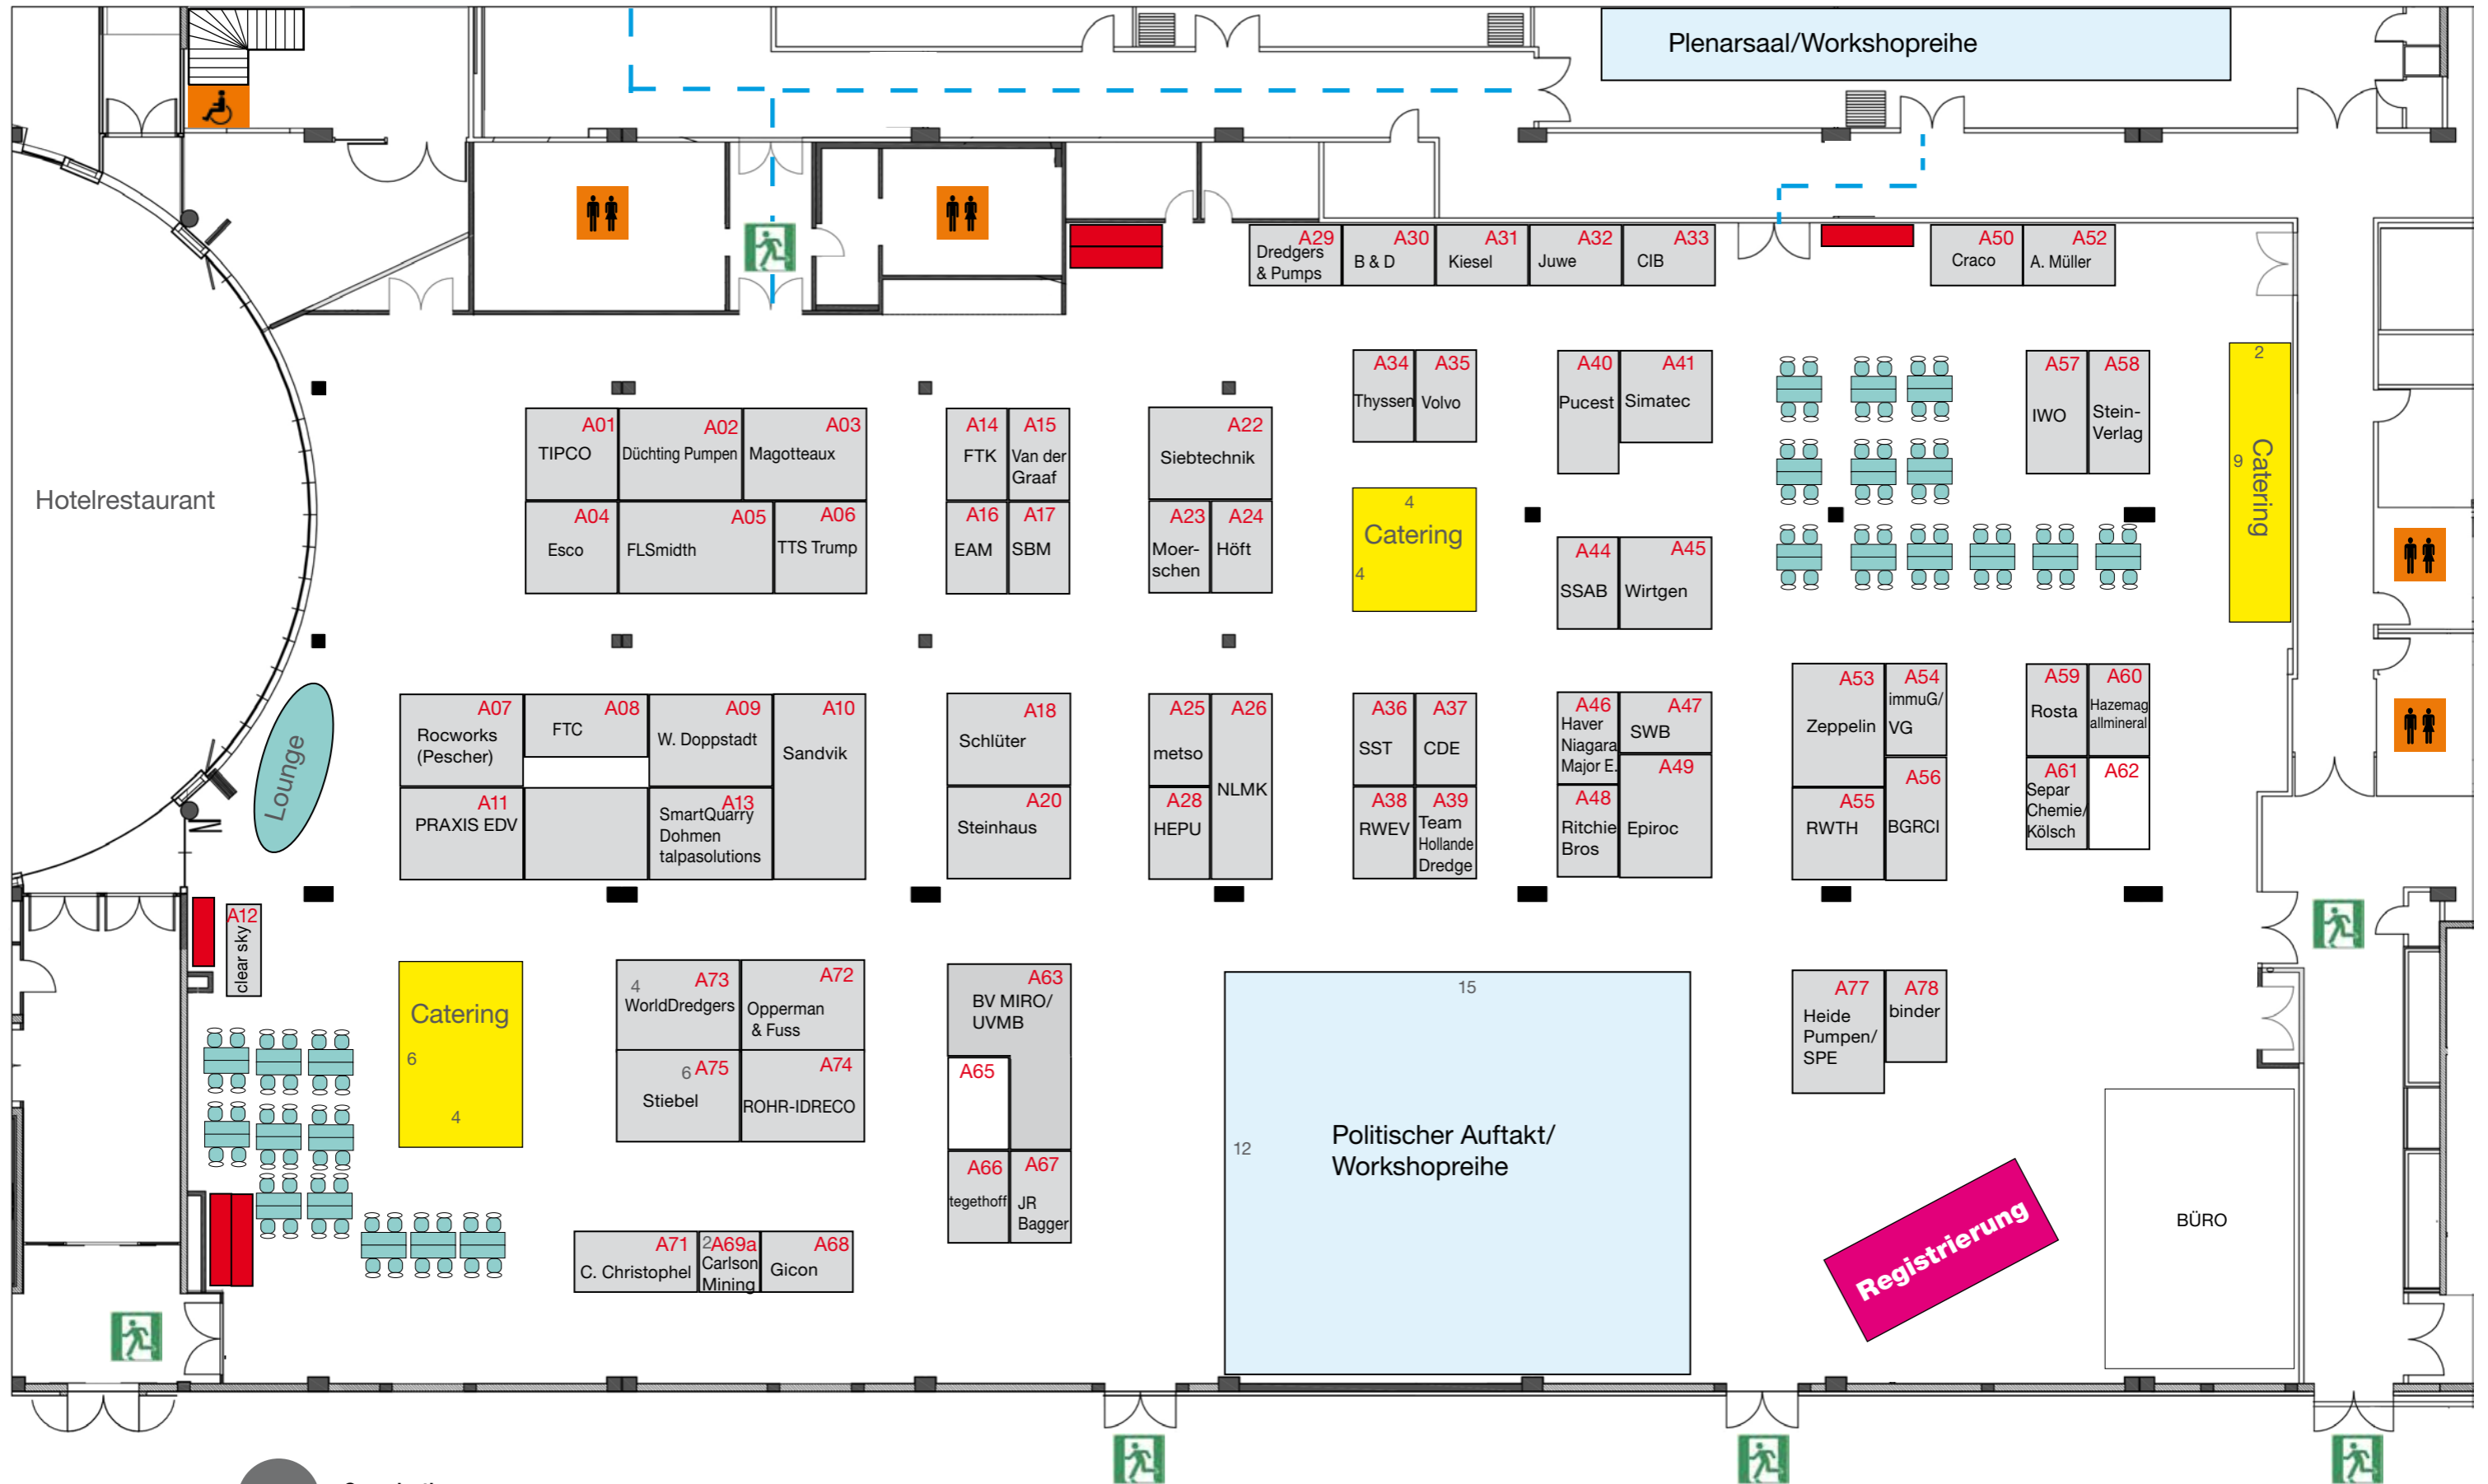 Plenarsaal/Workshopreihe
A29
Dredgers
& Pumps
A30
B & D
A31
Kiesel
A32
Juwe
A33
CIB
A50
Craco
A52
A. Müller
A34
Thyssen
A35
Volvo
A40
Pucest
A41
Simatec
A57
IWO
A58
Stein-
Verlag
2
9
Catering
A01
TIPCO
A02
Düchting Pumpen
A03
Magotteaux
A14
FTK
A15
Van der
Graaf
A22
Siebtechnik
Hotelrestaurant
A04
Esco
A05
FLSmidth
A06
TTS Trump
A16
EAM
A17
SBM
A23
Moer-
schen
A24
Höft
4
Catering
4
A44
SSAB
A45
Wirtgen
Lounge
A07
Rocworks
(Pescher)
A08
FTC
A09
W. Doppstadt
A10
Sandvik
A18
Schlüter
A25
metso
A26
NLMK
A36
SST
A37
CDE
A46
Haver
Niagara
Major E.
A47
SWB
A49
Epiroc
A53
Zeppelin
A54
immuG/
VG
A59
Rosta
A60
Hazemag
allmineral
A11
PRAXIS EDV
A13
SmartQuarry
Dohmen
talpasolutions
A20
Steinhaus
A28
HEPU
A38
RWEV
A39
Team
Hollande
Dredge
A48
Ritchie
Bros
A55
RWTH
A56
BGRCI
A61
Separ
Chemie/
Kölsch
A62
A12
clear sky
Catering
6
4
4
A73
WorldDredgers
A72
Opperman
& Fuss
A63
BV MIRO/
UVMB
15
12
Politischer Auftakt/
Workshopreihe
A77
Heide
Pumpen/
SPE
A78
binder
6
A75
Stiebel
A74
ROHR-IDRECO
A65
A66
tegethoff
A67
JR
Bagger
A71
C. Christophel
2
A69a
Carlson
Mining
A68
Gicon
Registrierung
BÜRO